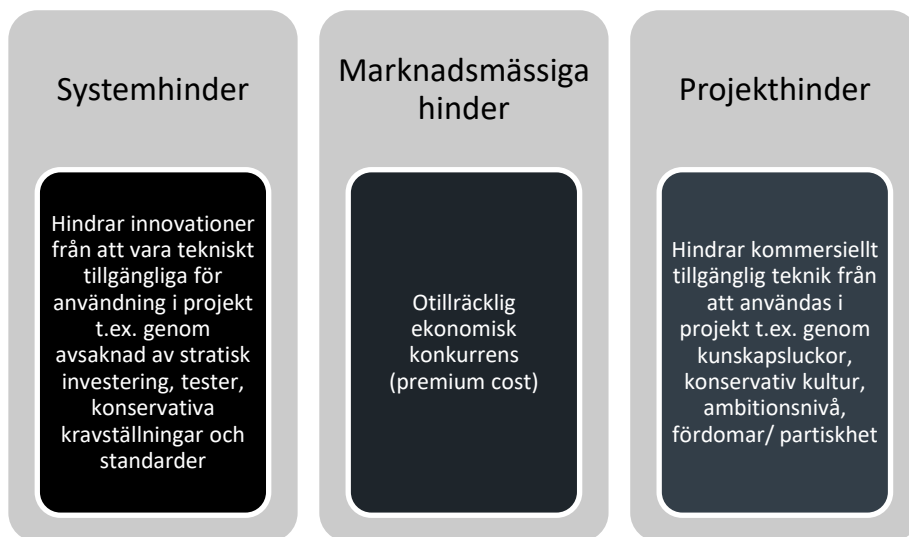 Systemhinder
Hindrar innovationer
från att vara tekniskt
tillgängliga för
användning i projekt
t.ex. genom
avsaknad av stratisk
investering, tester,
konservativa
kravställningar och
standarder
Marknadsmässiga
hinder
Otillräcklig
ekonomisk
konkurrens
(premium cost)
Projekthinder
Hindrar kommersiellt
tillgänglig teknik från
att användas i
projekt t.ex. genom
kunskapsluckor,
konservativ kultur,
ambitionsnivå,
fördomar/ partiskhet